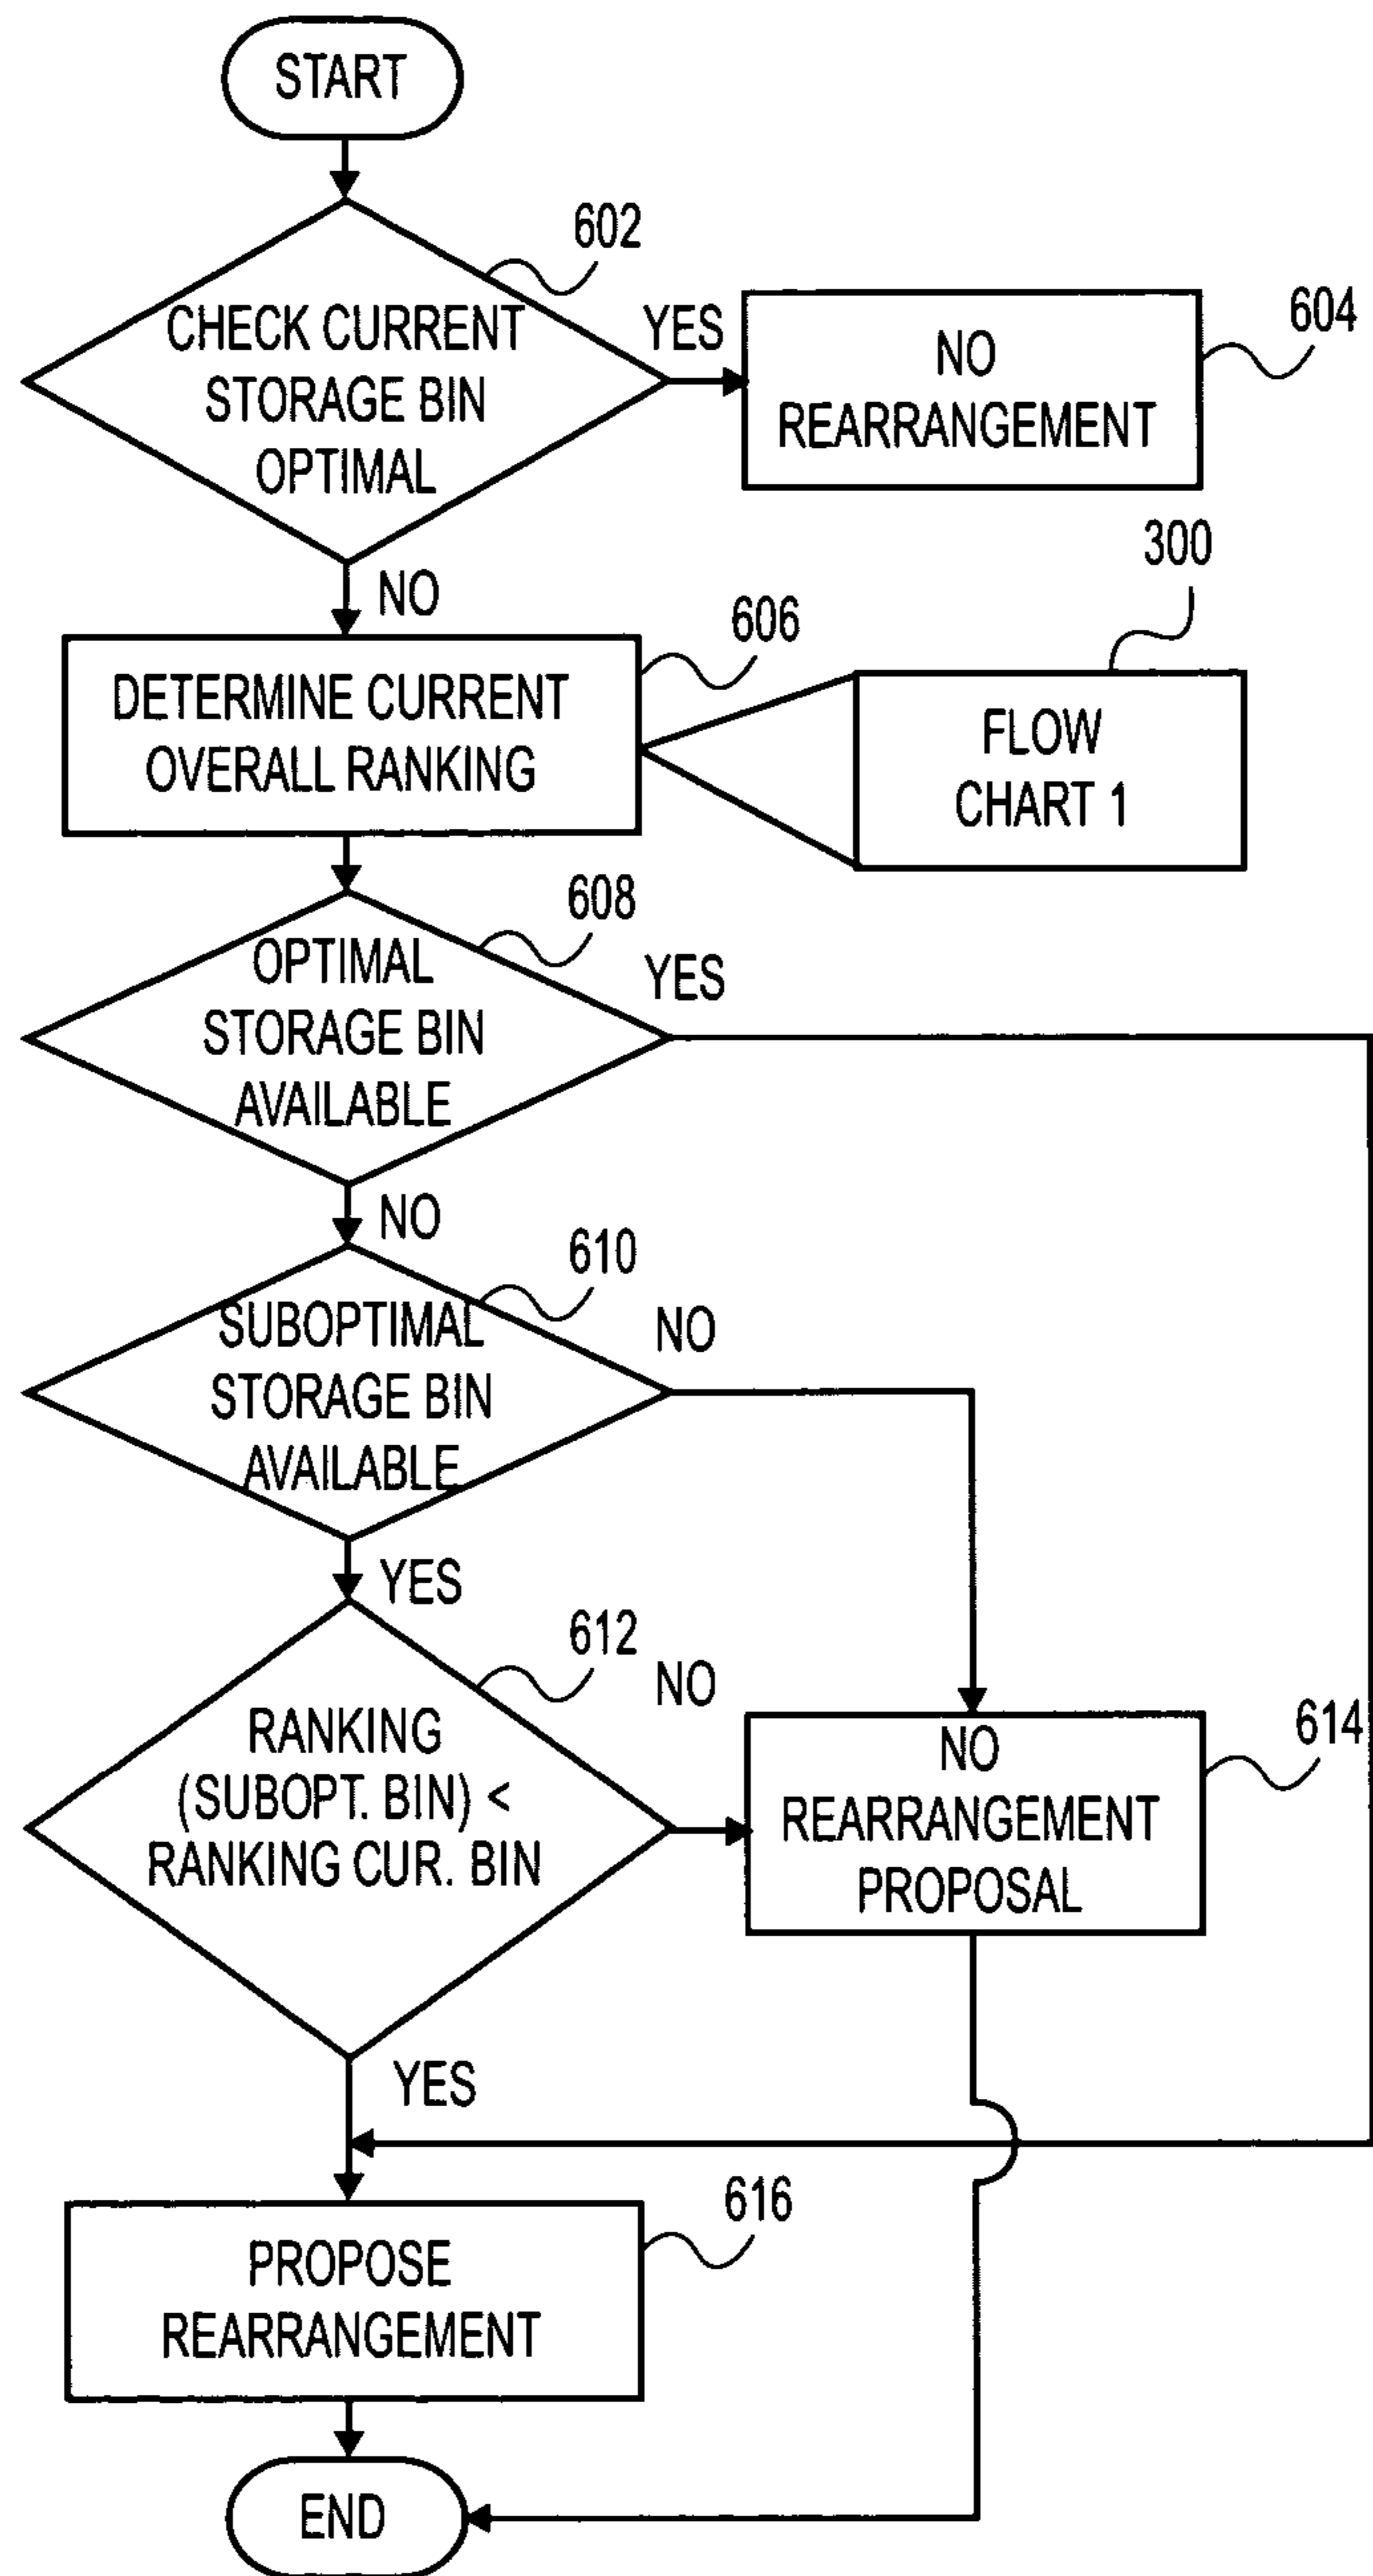 START
602
CHECK CURRENT
STORAGE BIN
OPTIMAL
YES
NO
REARRANGEMENT
604
NO
300
606
DETERMINE CURRENT
OVERALL RANKING
FLOW
CHART 1
608
OPTIMAL
STORAGE BIN
AVAILABLE
YES
NO
610
SUBOPTIMAL
STORAGE BIN
AVAILABLE
NO
YES
612
RANKING
(SUBOPT. BIN) <
RANKING CUR. BIN
NO
614
NO
REARRANGEMENT
PROPOSAL
YES
616
PROPOSE
REARRANGEMENT
END